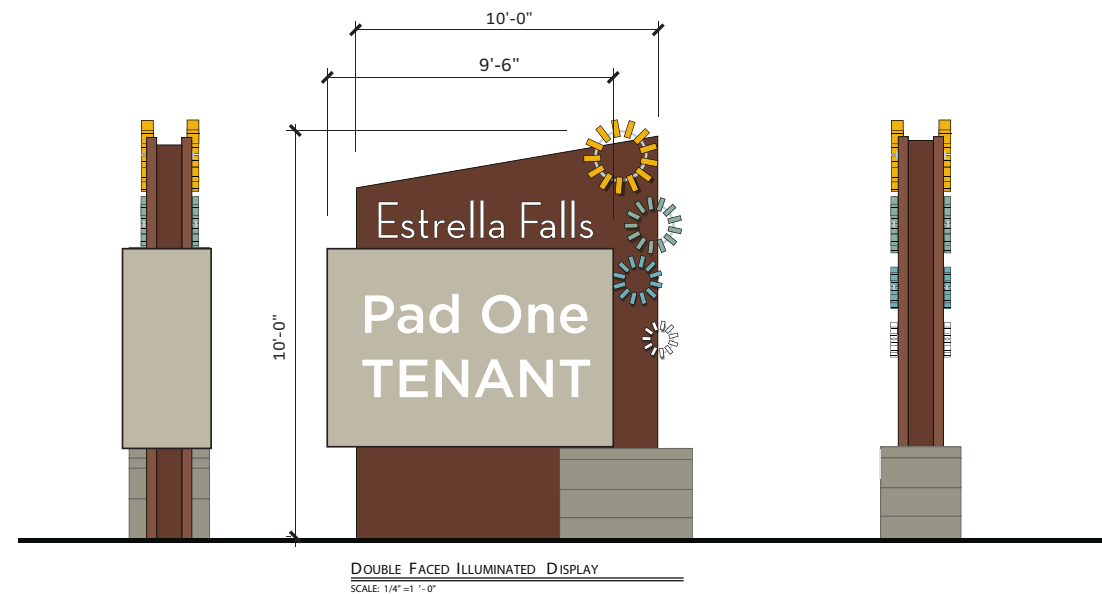 10'-0"
9'-6"
10'-0"
Estrella Falls
Pad One
TENANT
DOUBLE FACED ILLUMINATED DISPLAY
SCALE: 1/4" =1 '- 0"